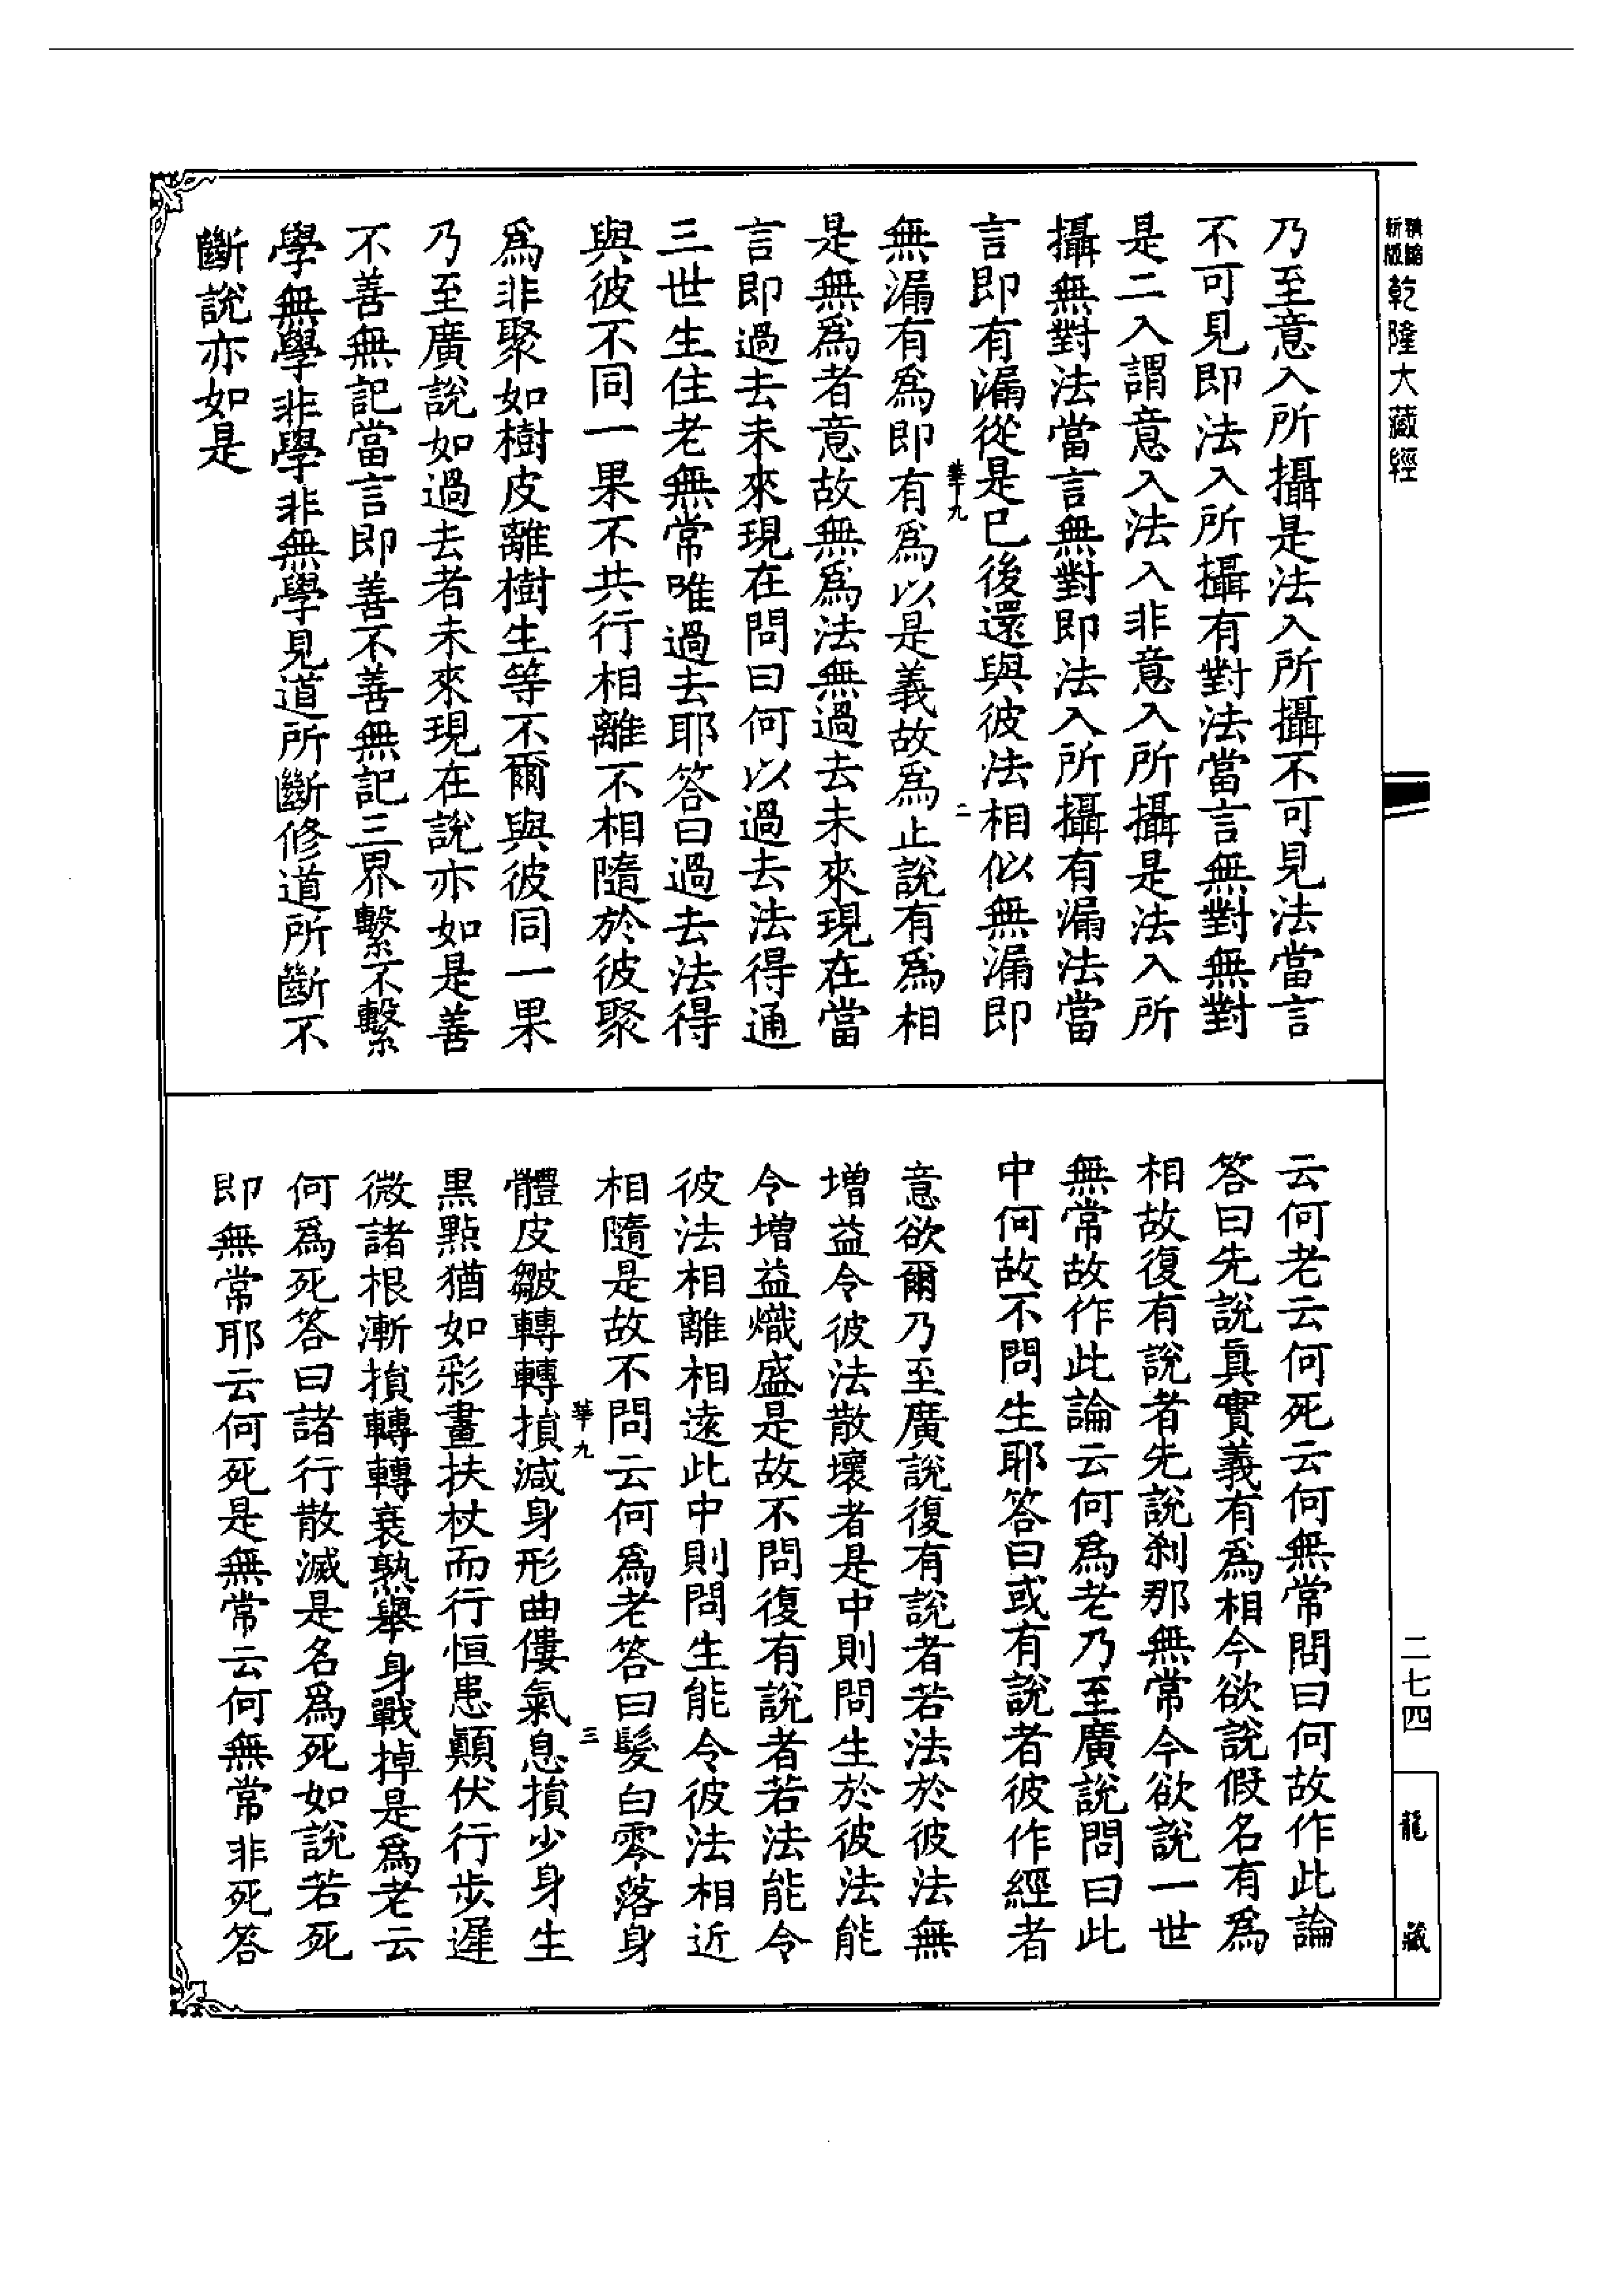 精縮新版乾隆大藏經
乃至意入所攝是法入所攝不可見法當言
不可見即法入所攝有對法當言無對無對
是二入謂意入法入非意入所攝是法入所
攝無對法當言無對即法入所攝有漏法當
言即有漏從是已後還與彼法相似無漏即
華九
二
無漏有為即有為以是義故為止說有為相
是無為者意故無為法無過去未來現在當
言即過去未來現在問曰何以過去法得通
三世生住老無常唯過去耶答曰過去法得
與彼不同一果不共行相離不相隨於彼聚
為非聚如樹皮離樹生等不爾與彼同一果
乃至廣說如過去者未來現在說亦如是善
不善無記當言即善不善無記三界繫不繫
學無學非學非無學見道所斷修道所斷不
斷說亦如是
云何老云何死云何無常問曰何故作此論
答曰先說真實義有為相今欲說假名有為
相故復有說者先說剎那無常今欲說一世
無常故作此論云何為老乃至廣說問曰此
中何故不問生耶答曰或有說者彼作經者
意欲爾乃至廣說復有說者若法於彼法無
增益令彼法散壞者是中則問生於彼法能
令增益熾盛是故不問復有說者若法能令
彼法相離相遠此中則問生能令彼法相近
相隨是故不問云何為老答曰髮白零落身
華九
三
體皮皺轉轉損減身形曲僂氣息損少身生
黑點猶如彩畫扶杖而行恒患顛伏行步遲
微諸根漸損轉轉衰熟舉身戰掉是為老云
何為死答曰諸行散滅是名為死如說若死
即無常耶云何死是無常云何無常非死答
二七四
龍藏